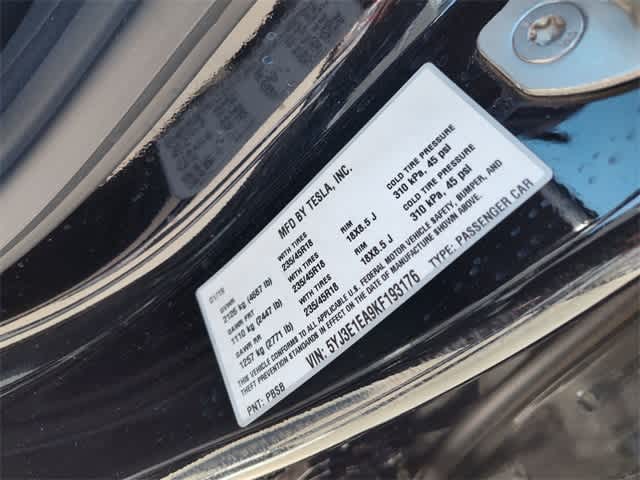 MFD BY TESLA, INC.
01/19
GVWR
2126 kg (4687 lb)
WITH TIRES
235/45R18
RIM
18X8.5 J
COLD TIRE PRESSURE
310 kPa, 45 psi
GAWR FRT
1110 kg (2447 lb)
WITH TIRES
235/45R18
RIM
18X8.5 J
COLD TIRE PRESSURE
310 kPa, 45 psi
GAWR RR
1257 kg (2771 lb)
WITH TIRES
235/45R18
THIS VEHICLE CONFORMS TO ALL APPLICABLE U.S. FEDERAL MOTOR VEHICLE SAFETY, BUMPER, AND
THEFT PREVENTION STANDARDS IN EFFECT ON THE DATE OF MANUFACTURE SHOWN ABOVE.
VIN: 5YJ3E1EA9KF193176
TYPE: PASSENGER CAR
PNT: PBSB